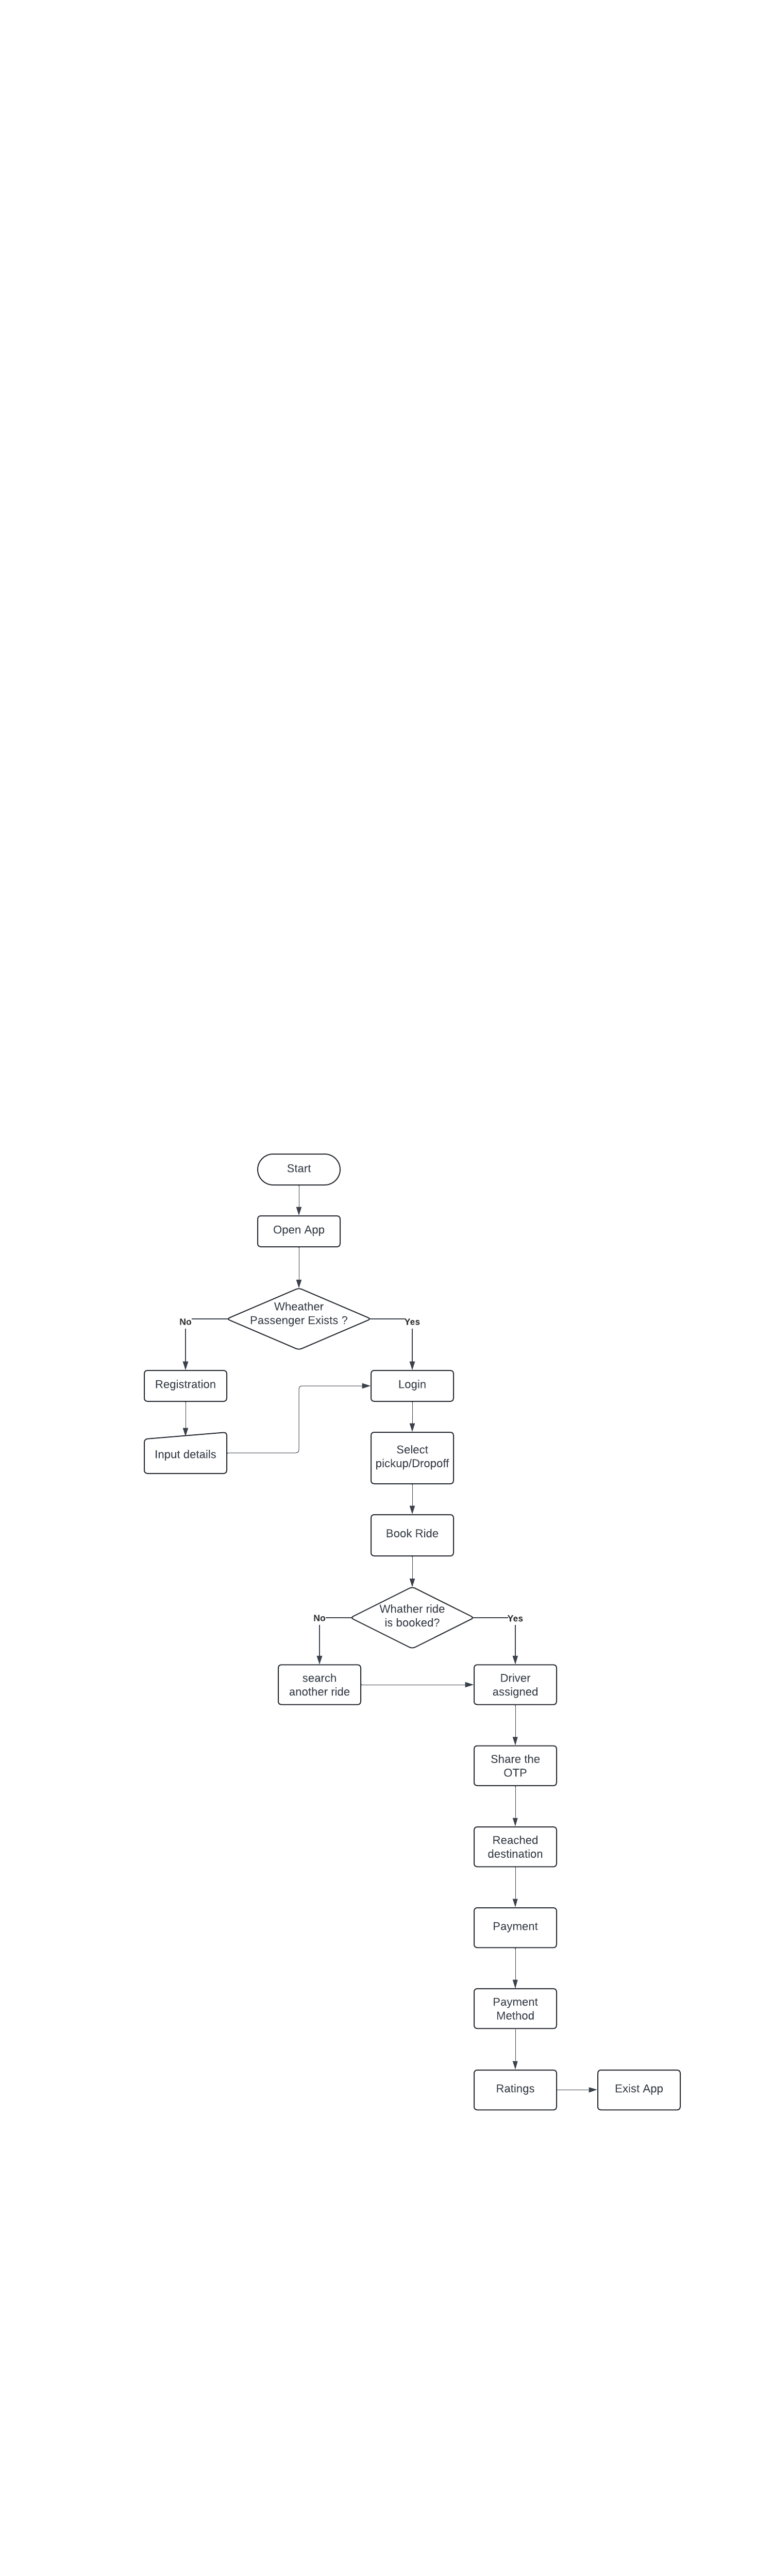 Start
Open App
Wheather
Passenger Exists ?
No
Yes
Registration
Login
Input details
Select
pickup/Dropoff
Book Ride
Whather ride
is booked?
No
Yes
search
another ride
Driver
assigned
Share the
OTP
Reached
destination
Payment
Payment
Method
Ratings
Exist App